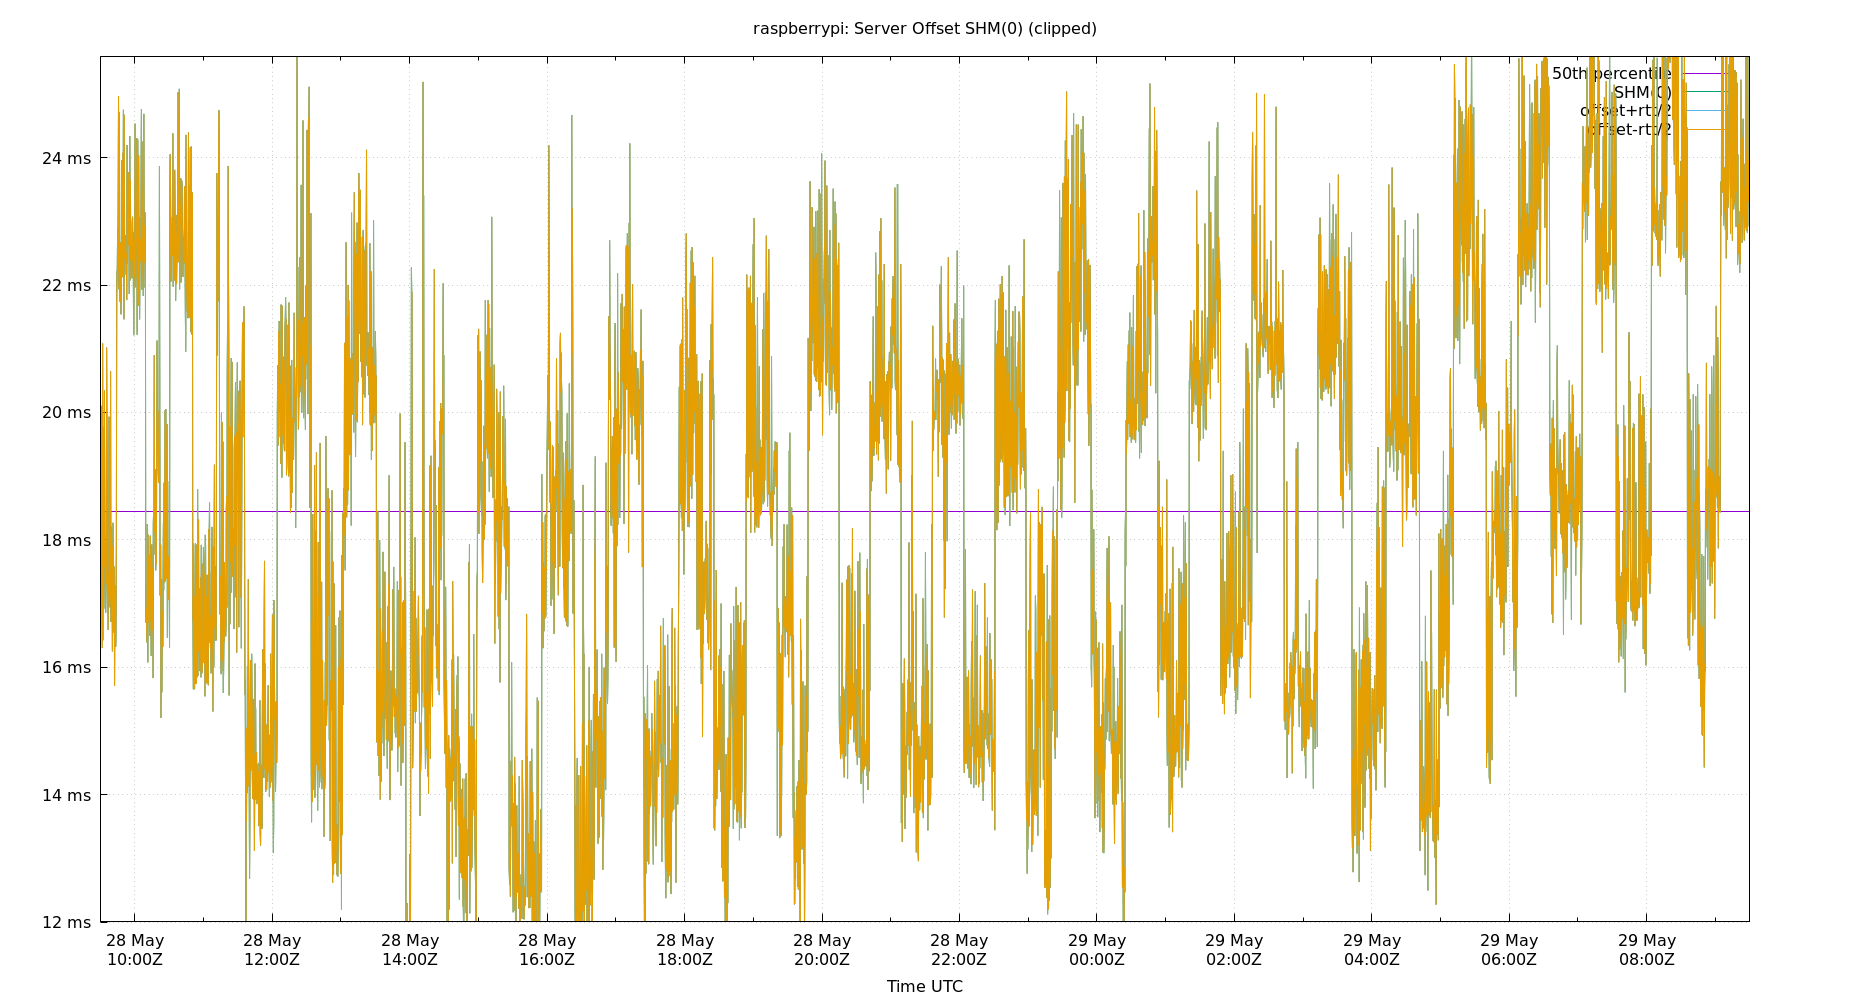 raspberrypi: Server Offset SHM(0) (clipped)
50th percentile
SHM(0)
offset+rtt/2
offset-rtt/2
24 ms
22 ms
20 ms
18 ms
16 ms
14 ms
12 ms
28 May 28 May 28 May 28 May 28 May 28 May 28 May 29 May 29 May 29 May 29 May 29 May
10:00Z 12:00Z 14:00Z 16:00Z 18:00Z 20:00Z 22:00Z 00:00Z 02:00Z 04:00Z 06:00Z 08:00Z
Time UTC